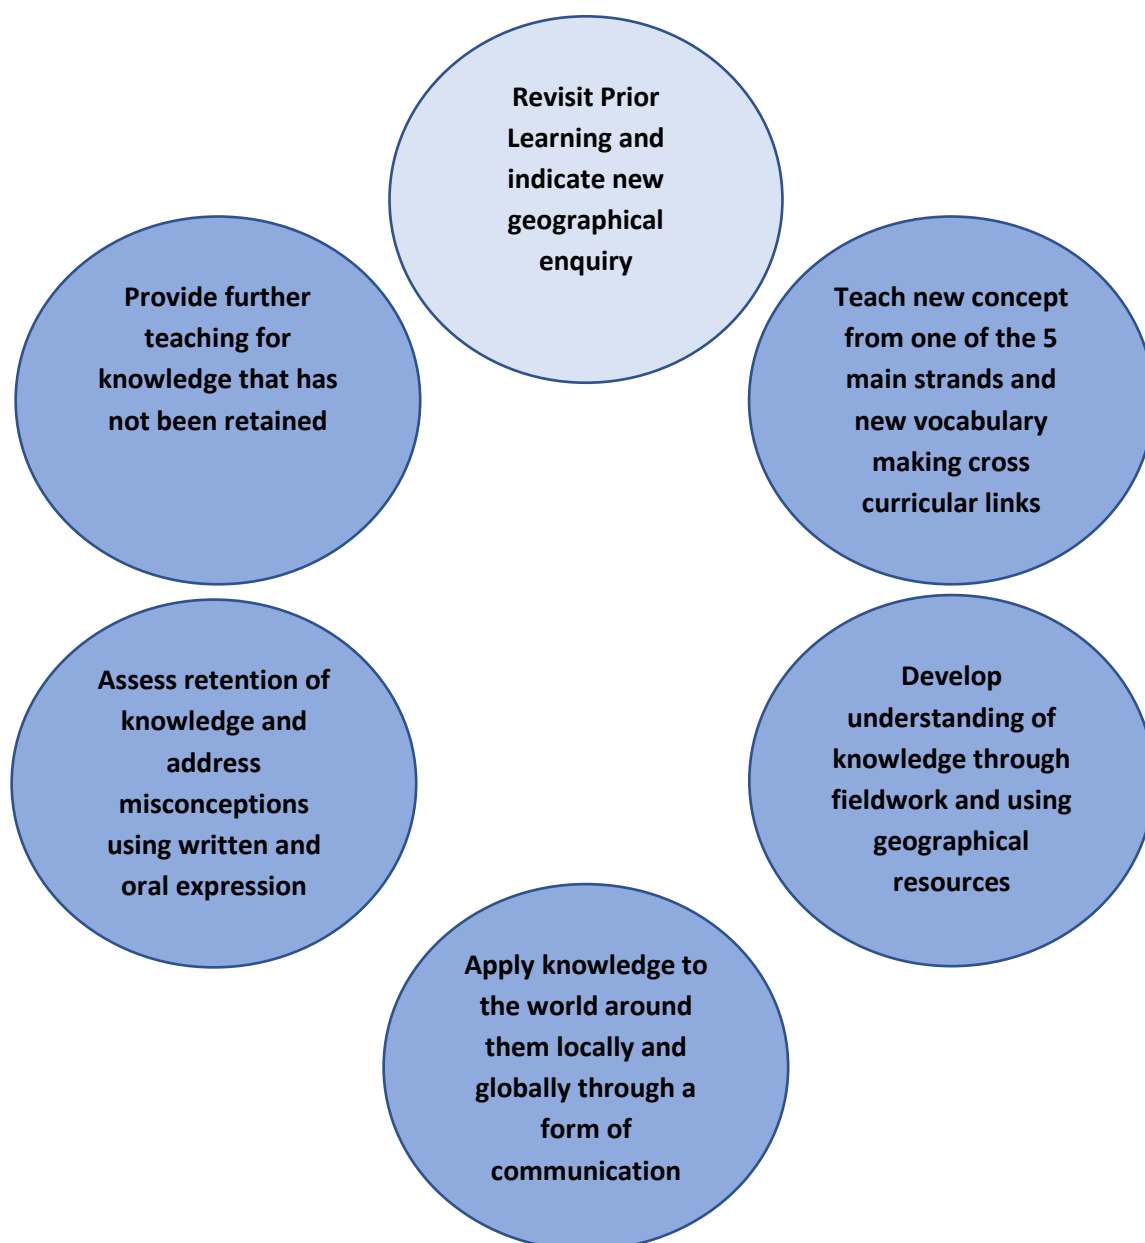 Revisit Prior
Learning and
indicate new
geographical
enquiry
Teach new concept
from one of the 5
main strands and
new vocabulary
making cross
curricular links
Develop
understanding of
knowledge through
fieldwork and using
geographical
resources
Apply knowledge to
the world around
them locally and
globally through a
form of
communication
Assess retention of
knowledge and
address
misconceptions
using written and
oral expression
Provide further
teaching for
knowledge that has
not been retained